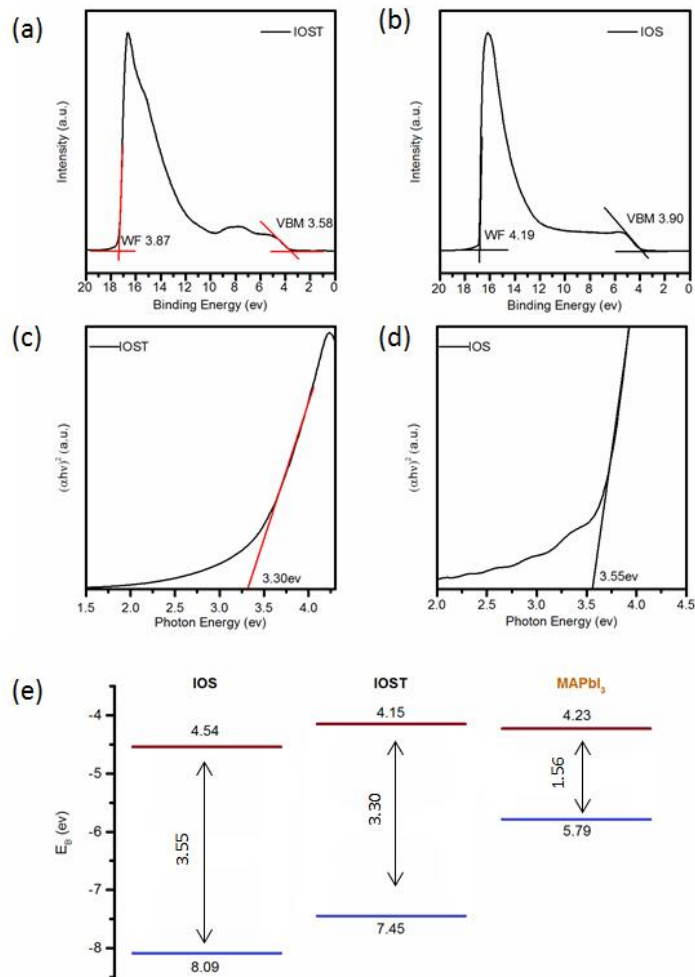 (a)
IOST
Intensity (a.u.)
WF 3.87
VBM 3.58
20 18 16 14 12 10 8 6 4 2 0
Binding Energy (ev)
(b)
IOS
Intensity (a.u.)
WF 4.19
VBM 3.90
20 18 16 14 12 10 8 6 4 2 0
Binding Energy (ev)
(c)
IOST
(αhν)²(a.u.)
3.30ev
1.5 2.0 2.5 3.0 3.5 4.0
Photon Energy (ev)
(d)
IOS
(αhν)² (a.u.)
3.55ev
2.0 2.5 3.0 3.5 4.0 4.5
Photon Energy (ev)
(e)
IOS IOST MAPbI₃
-4
-5
-6
-7
-8
E_B (ev)
4.54
3.55
8.09
4.15
3.30
7.45
4.23
1.56
5.79